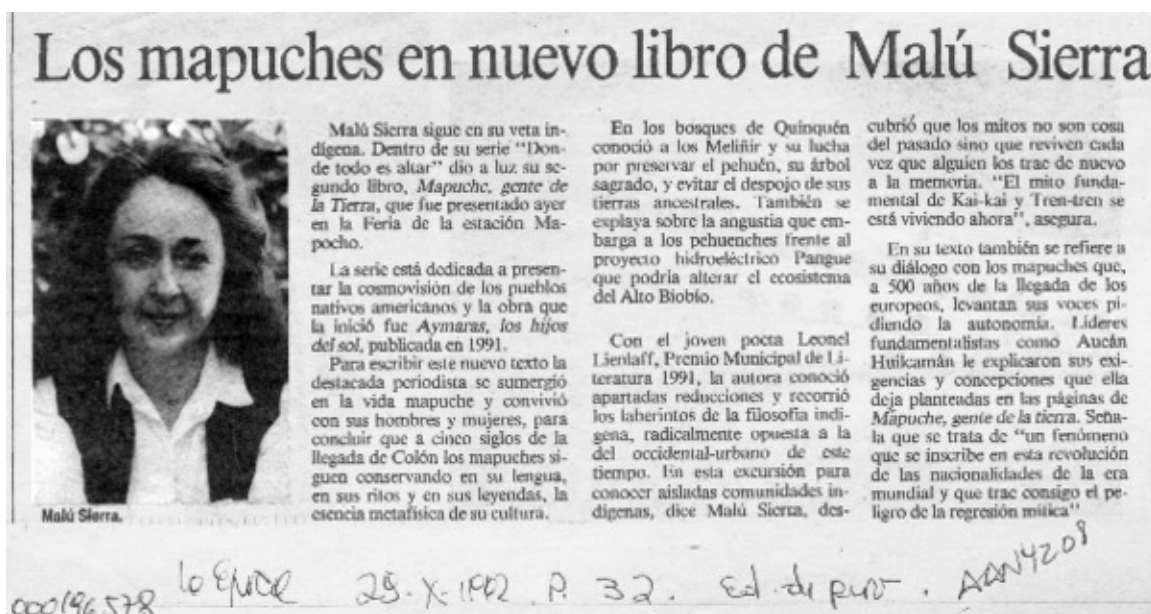 Los mapuches en nuevo libro de Malú Sierra
Malú Sierra sigue en su veta in-
dígena. Dentro de su serie "Don-
de todo es altar" dio a luz su se-
gundo libro, Mapuche, gente de
la Tierra, que fue presentado ayer
en la Feria de la estación Ma-
pocho.
La serie está dedicada a presen-
tar la cosmovisión de los pueblos
nativos americanos y la obra que
la inició fue Aymaras, los hijos
del sol, publicada en 1991.
Para escribir este nuevo texto la
destacada periodista se sumergió
en la vida mapuche y convivió
con sus hombres y mujeres, para
concluir que a cinco siglos de la
llegada de Colón los mapuches si-
guen conservando en su lengua,
en sus ritos y en sus leyendas, la
esencia metafísica de su cultura.
En los bosques de Quinquén
conoció a los Meliñir y su lucha
por preservar el pehuén, su árbol
sagrado, y evitar el despojo de sus
tierras ancestrales. También se
explaya sobre la angustia que em-
barga a los pehuenches frente al
proyecto hidroeléctrico Pangue
que podría alterar el ecosistema
del Alto Biobío.
Con el joven poeta Leonel
Lienlaff, Premio Municipal de Li-
teratura 1991, la autora conoció
apartadas reducciones y recorrió
los laberintos de la filosofía indí-
gena, radicalmente opuesta a la
del occidental-urbano de este
tiempo. En esta excursión para
conocer aisladas comunidades in-
dígenas, dice Malú Sierra, des-
cubrió que los mitos no son cosa
del pasado sino que reviven cada
vez que alguien los trae de nuevo
a la memoria. "El mito funda-
mental de Kai-kai y Tren-tren se
está viviendo ahora", asegura.
En su texto también se refiere a
su diálogo con los mapuches que,
a 500 años de la llegada de los
europeos, levantan sus voces pi-
diendo la autonomía. Líderes
fundamentalistas como Aucán
Huikamán le explicaron sus exi-
gencias y concepciones que ella
deja planteadas en las páginas de
Mapuche, gente de la tierra. Seña-
la que se trata de "un fenómeno
que se inscribe en esta revolución
de las nacionalidades de la era
mundial y que trae consigo el pe-
ligro de la regresión mítica"
Malú Sierra.
000196578 La Epoca 29-X-1992 P. 32.